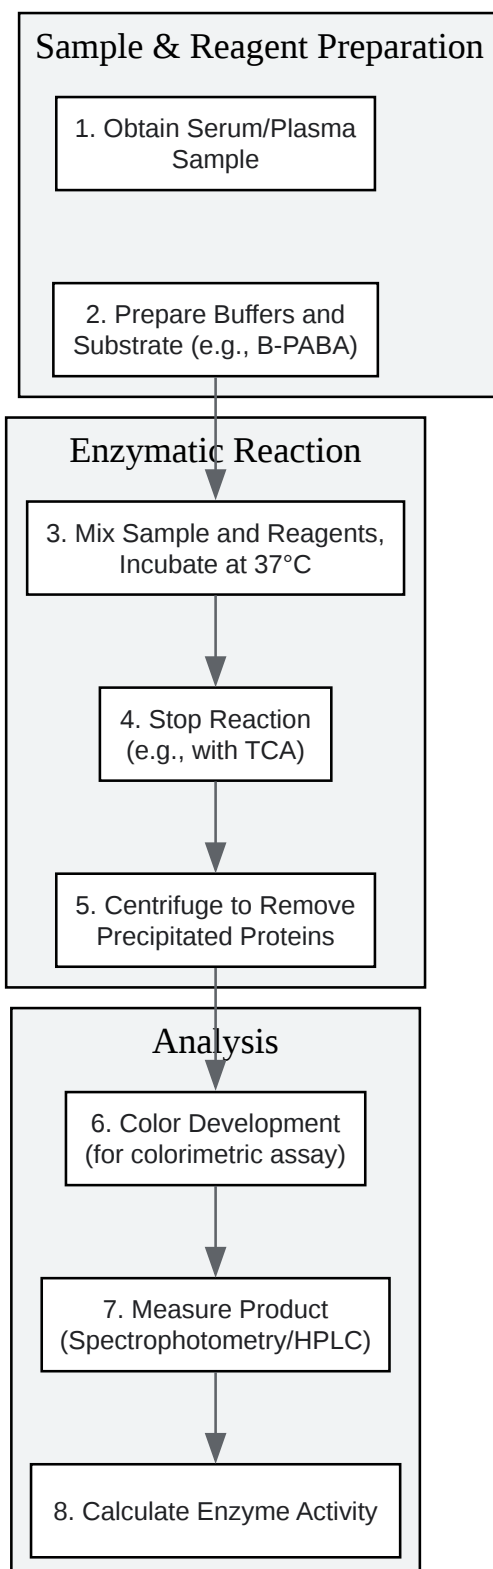 Sample & Reagent Preparation
1. Obtain Serum/Plasma
Sample
2. Prepare Buffers and
Substrate (e.g., B-PABA)
Enzymatic Reaction
3. Mix Sample and Reagents,
Incubate at 37°C
4. Stop Reaction
(e.g., with TCA)
5. Centrifuge to Remove
Precipitated Proteins
Analysis
6. Color Development
(for colorimetric assay)
7. Measure Product
(Spectrophotometry/HPLC)
8. Calculate Enzyme Activity